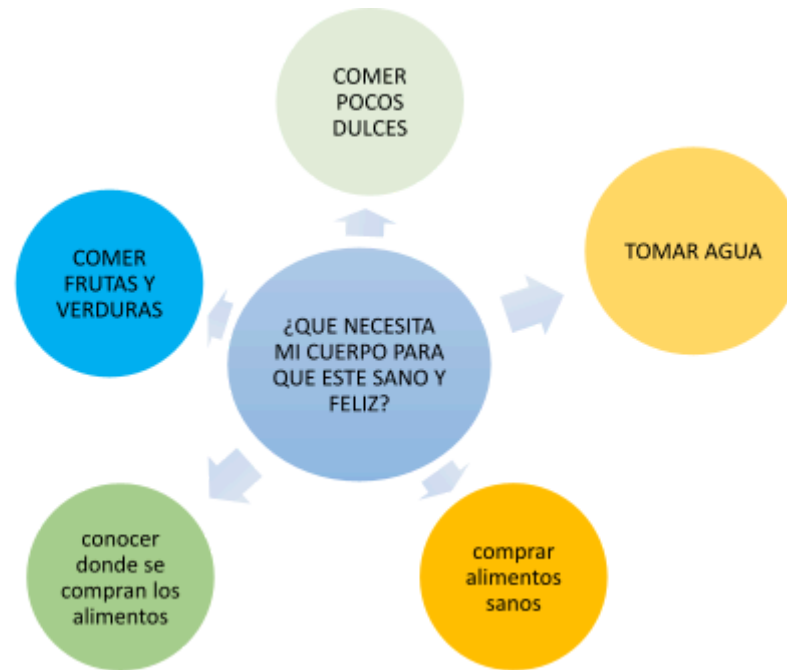 COMER
POCOS
DULCES
TOMAR AGUA
COMER
FRUTAS Y
VERDURAS
¿QUE NECESITA
MI CUERPO PARA
QUE ESTE SANO Y
FELIZ?
conocer
donde se
compran los
alimentos
comprar
alimentos
sanos